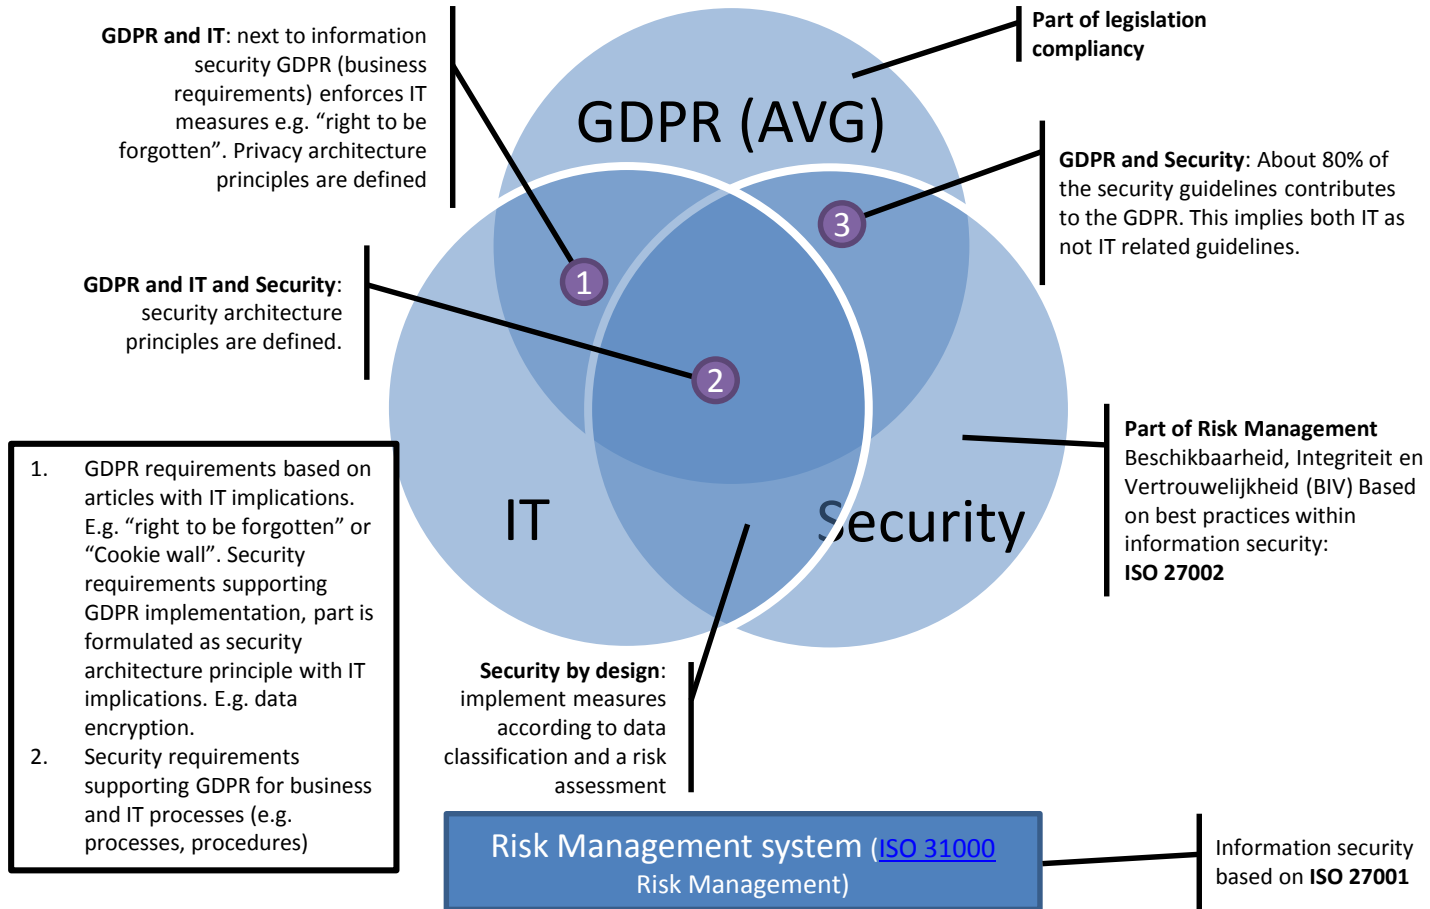 GDPR and IT: next to information
security GDPR (business
requirements) enforces IT
measures e.g. “right to be
forgotten”. Privacy architecture
principles are defined
Part of legislation
compliancy
GDPR (AVG)
GDPR and Security: About 80% of
the security guidelines contributes
to the GDPR. This implies both IT as
not IT related guidelines.
3
1
GDPR and IT and Security:
security architecture
principles are defined.
2
Part of Risk Management
Beschikbaarheid, Integriteit en
Vertrouwelijkheid (BIV) Based
on best practices within
information security:
ISO 27002
IT
Security
1. GDPR requirements based on
articles with IT implications.
E.g. “right to be forgotten” or
“Cookie wall”. Security
requirements supporting
GDPR implementation, part is
formulated as security
architecture principle with IT
implications. E.g. data
encryption.
2. Security requirements
supporting GDPR for business
and IT processes (e.g.
processes, procedures)
Security by design:
implement measures
according to data
classification and a risk
assessment
Risk Management system (ISO 31000
Risk Management)
Information security
based on ISO 27001